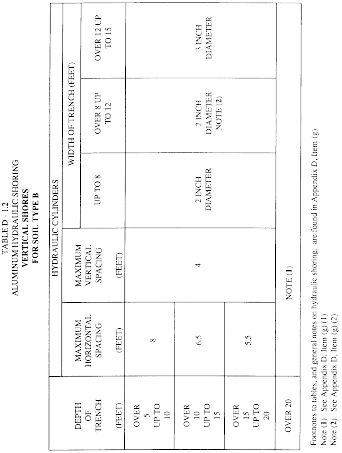 TABLE D - 1.2
ALUMINUM HYDRAULIC SHORING
VERTICAL SHORES
FOR SOIL TYPE B
HYDRAULIC CYLINDERS
WIDTH OF TRENCH (FEET)
DEPTH
OF
TRENCH
(FEET)
MAXIMUM
HORIZONTAL
SPACING
(FEET)
MAXIMUM
VERTICAL
SPACING
(FEET)
UP TO 8
OVER 8 UP
TO 12
OVER 12 UP
TO 15
OVER
5
UP TO
10
8
OVER
10
UP TO
15
6.5
4
2 INCH
DIAMETER
2 INCH
DIAMETER
NOTE (2)
3 INCH
DIAMETER
OVER
15
UP TO
20
5.5
OVER 20
NOTE (1)
Footnotes to tables, and general notes on hydraulic shoring, are found in Appendix D, Item (g)
Note (1): See Appendix D, Item (g) (1)
Note (2): See Appendix D, Item (g) (2)